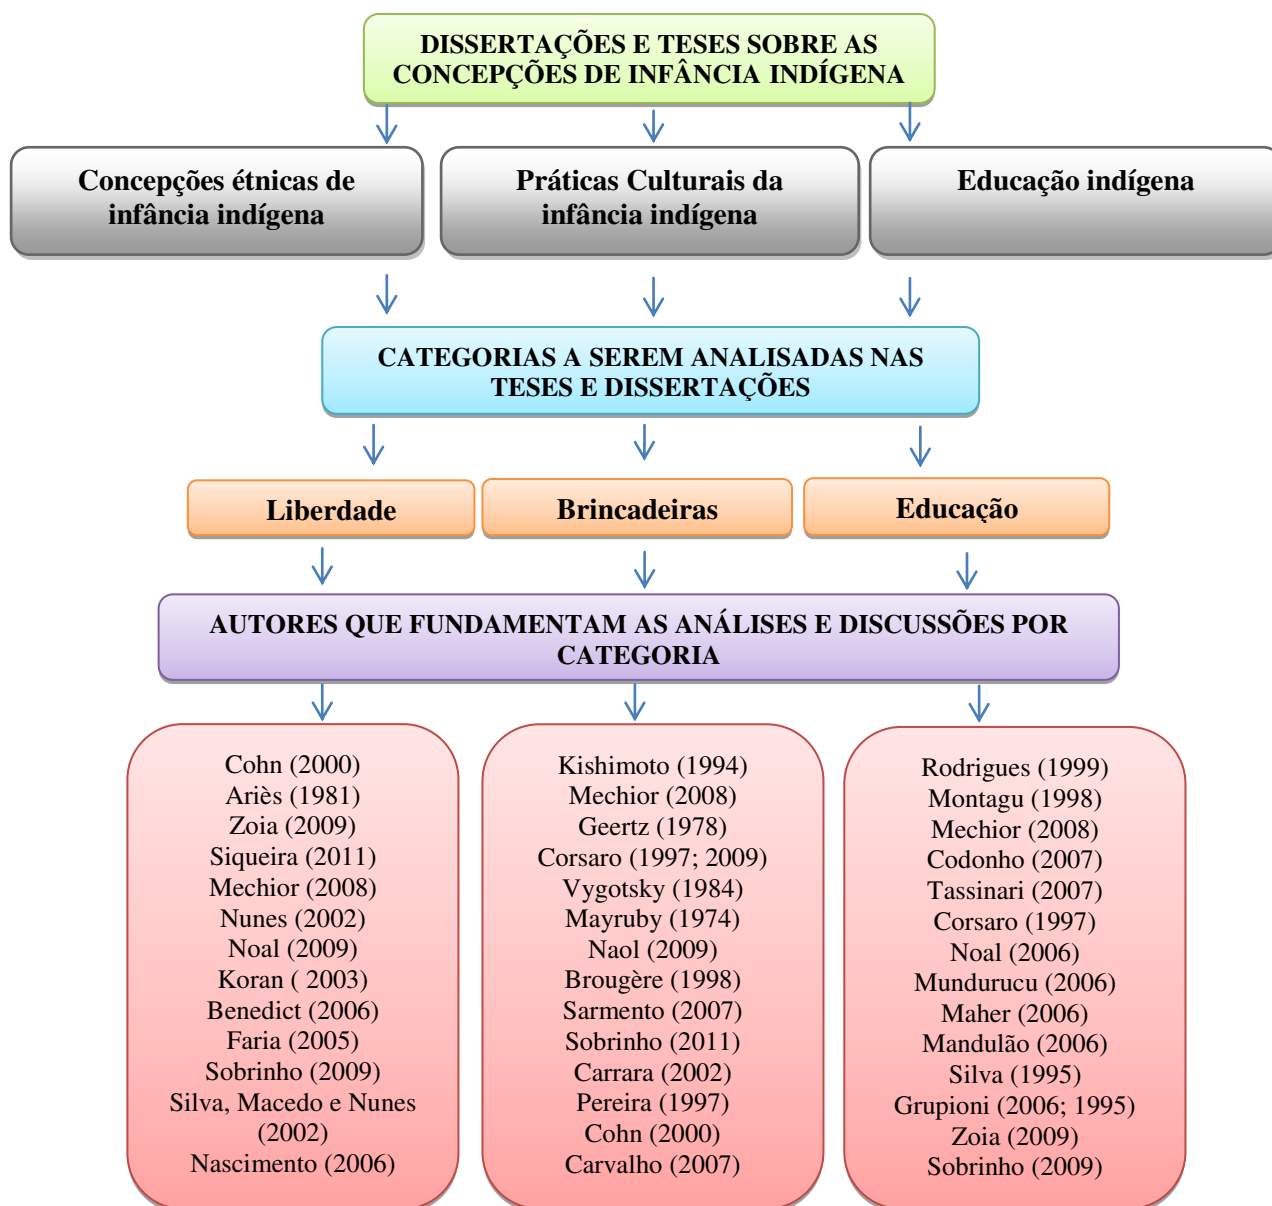 DISSERTAÇÕES E TESES SOBRE AS
CONCEPÇÕES DE INFÂNCIA INDÍGENA
Concepções étnicas de
infância indígena
Práticas Culturais da
infância indígena
Educação indígena
CATEGORIAS A SEREM ANALISADAS NAS
TESES E DISSERTAÇÕES
Liberdade
Brincadeiras
Educação
AUTORES QUE FUNDAMENTAM AS ANÁLISES E DISCUSSÕES POR
CATEGORIA
Cohn (2000)
Ariès (1981)
Zoia (2009)
Siqueira (2011)
Mechior (2008)
Nunes (2002)
Noal (2009)
Koran ( 2003)
Benedict (2006)
Faria (2005)
Sobrinho (2009)
Silva, Macedo e Nunes
(2002)
Nascimento (2006)
Kishimoto (1994)
Mechior (2008)
Geertz (1978)
Corsaro (1997; 2009)
Vygotsky (1984)
Mayruby (1974)
Naol (2009)
Brougère (1998)
Sarmento (2007)
Sobrinho (2011)
Carrara (2002)
Pereira (1997)
Cohn (2000)
Carvalho (2007)
Rodrigues (1999)
Montagu (1998)
Mechior (2008)
Codonho (2007)
Tassinari (2007)
Corsaro (1997)
Noal (2006)
Mundurucu (2006)
Maher (2006)
Mandulão (2006)
Silva (1995)
Grupioni (2006; 1995)
Zoia (2009)
Sobrinho (2009)